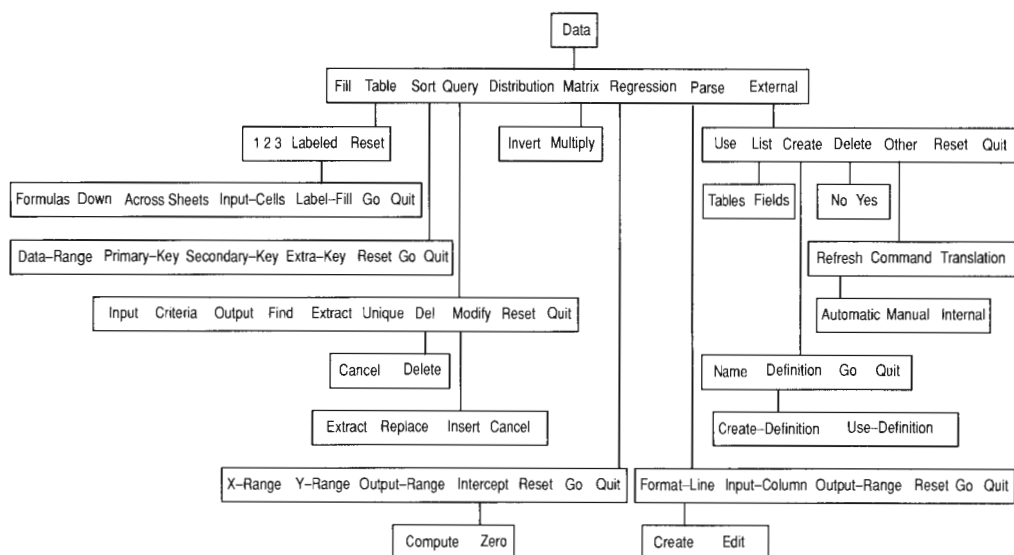 Data
Fill Table Sort Query Distribution Matrix Regression Parse External
1 2 3 Labeled Reset
Invert Multiply
Use List Create Delete Other Reset Quit
Formulas Down Across Sheets Input–Cells Label–Fill Go Quit
Tables Fields
No Yes
Data–Range Primary–Key Secondary–Key Extra–Key Reset Go Quit
Refresh Command Translation
Input Criteria Output Find Extract Unique Del Modify Reset Quit
Automatic Manual Internal
Cancel Delete
Name Definition Go Quit
Extract Replace Insert Cancel
Create–Definition Use–Definition
X–Range Y–Range Output–Range Intercept Reset Go Quit
Format–Line Input–Column Output–Range Reset Go Quit
Compute Zero
Create Edit